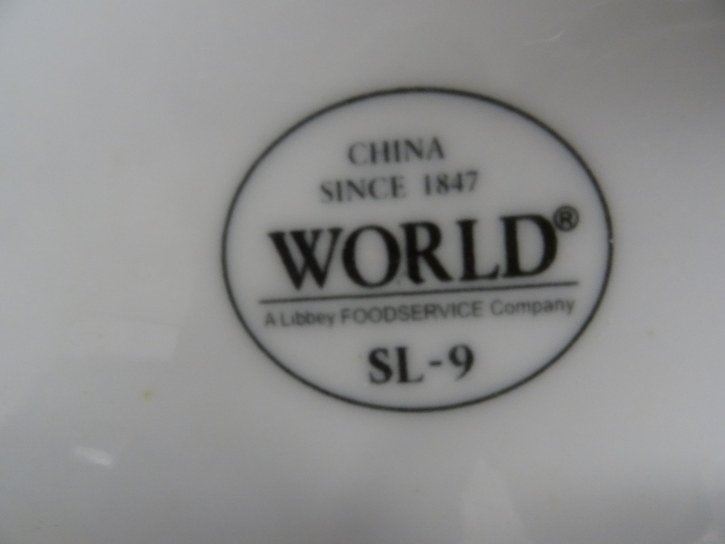 CHINA
SINCE 1847
WORLD®
A Libbey FOODSERVICE Company
SL-9